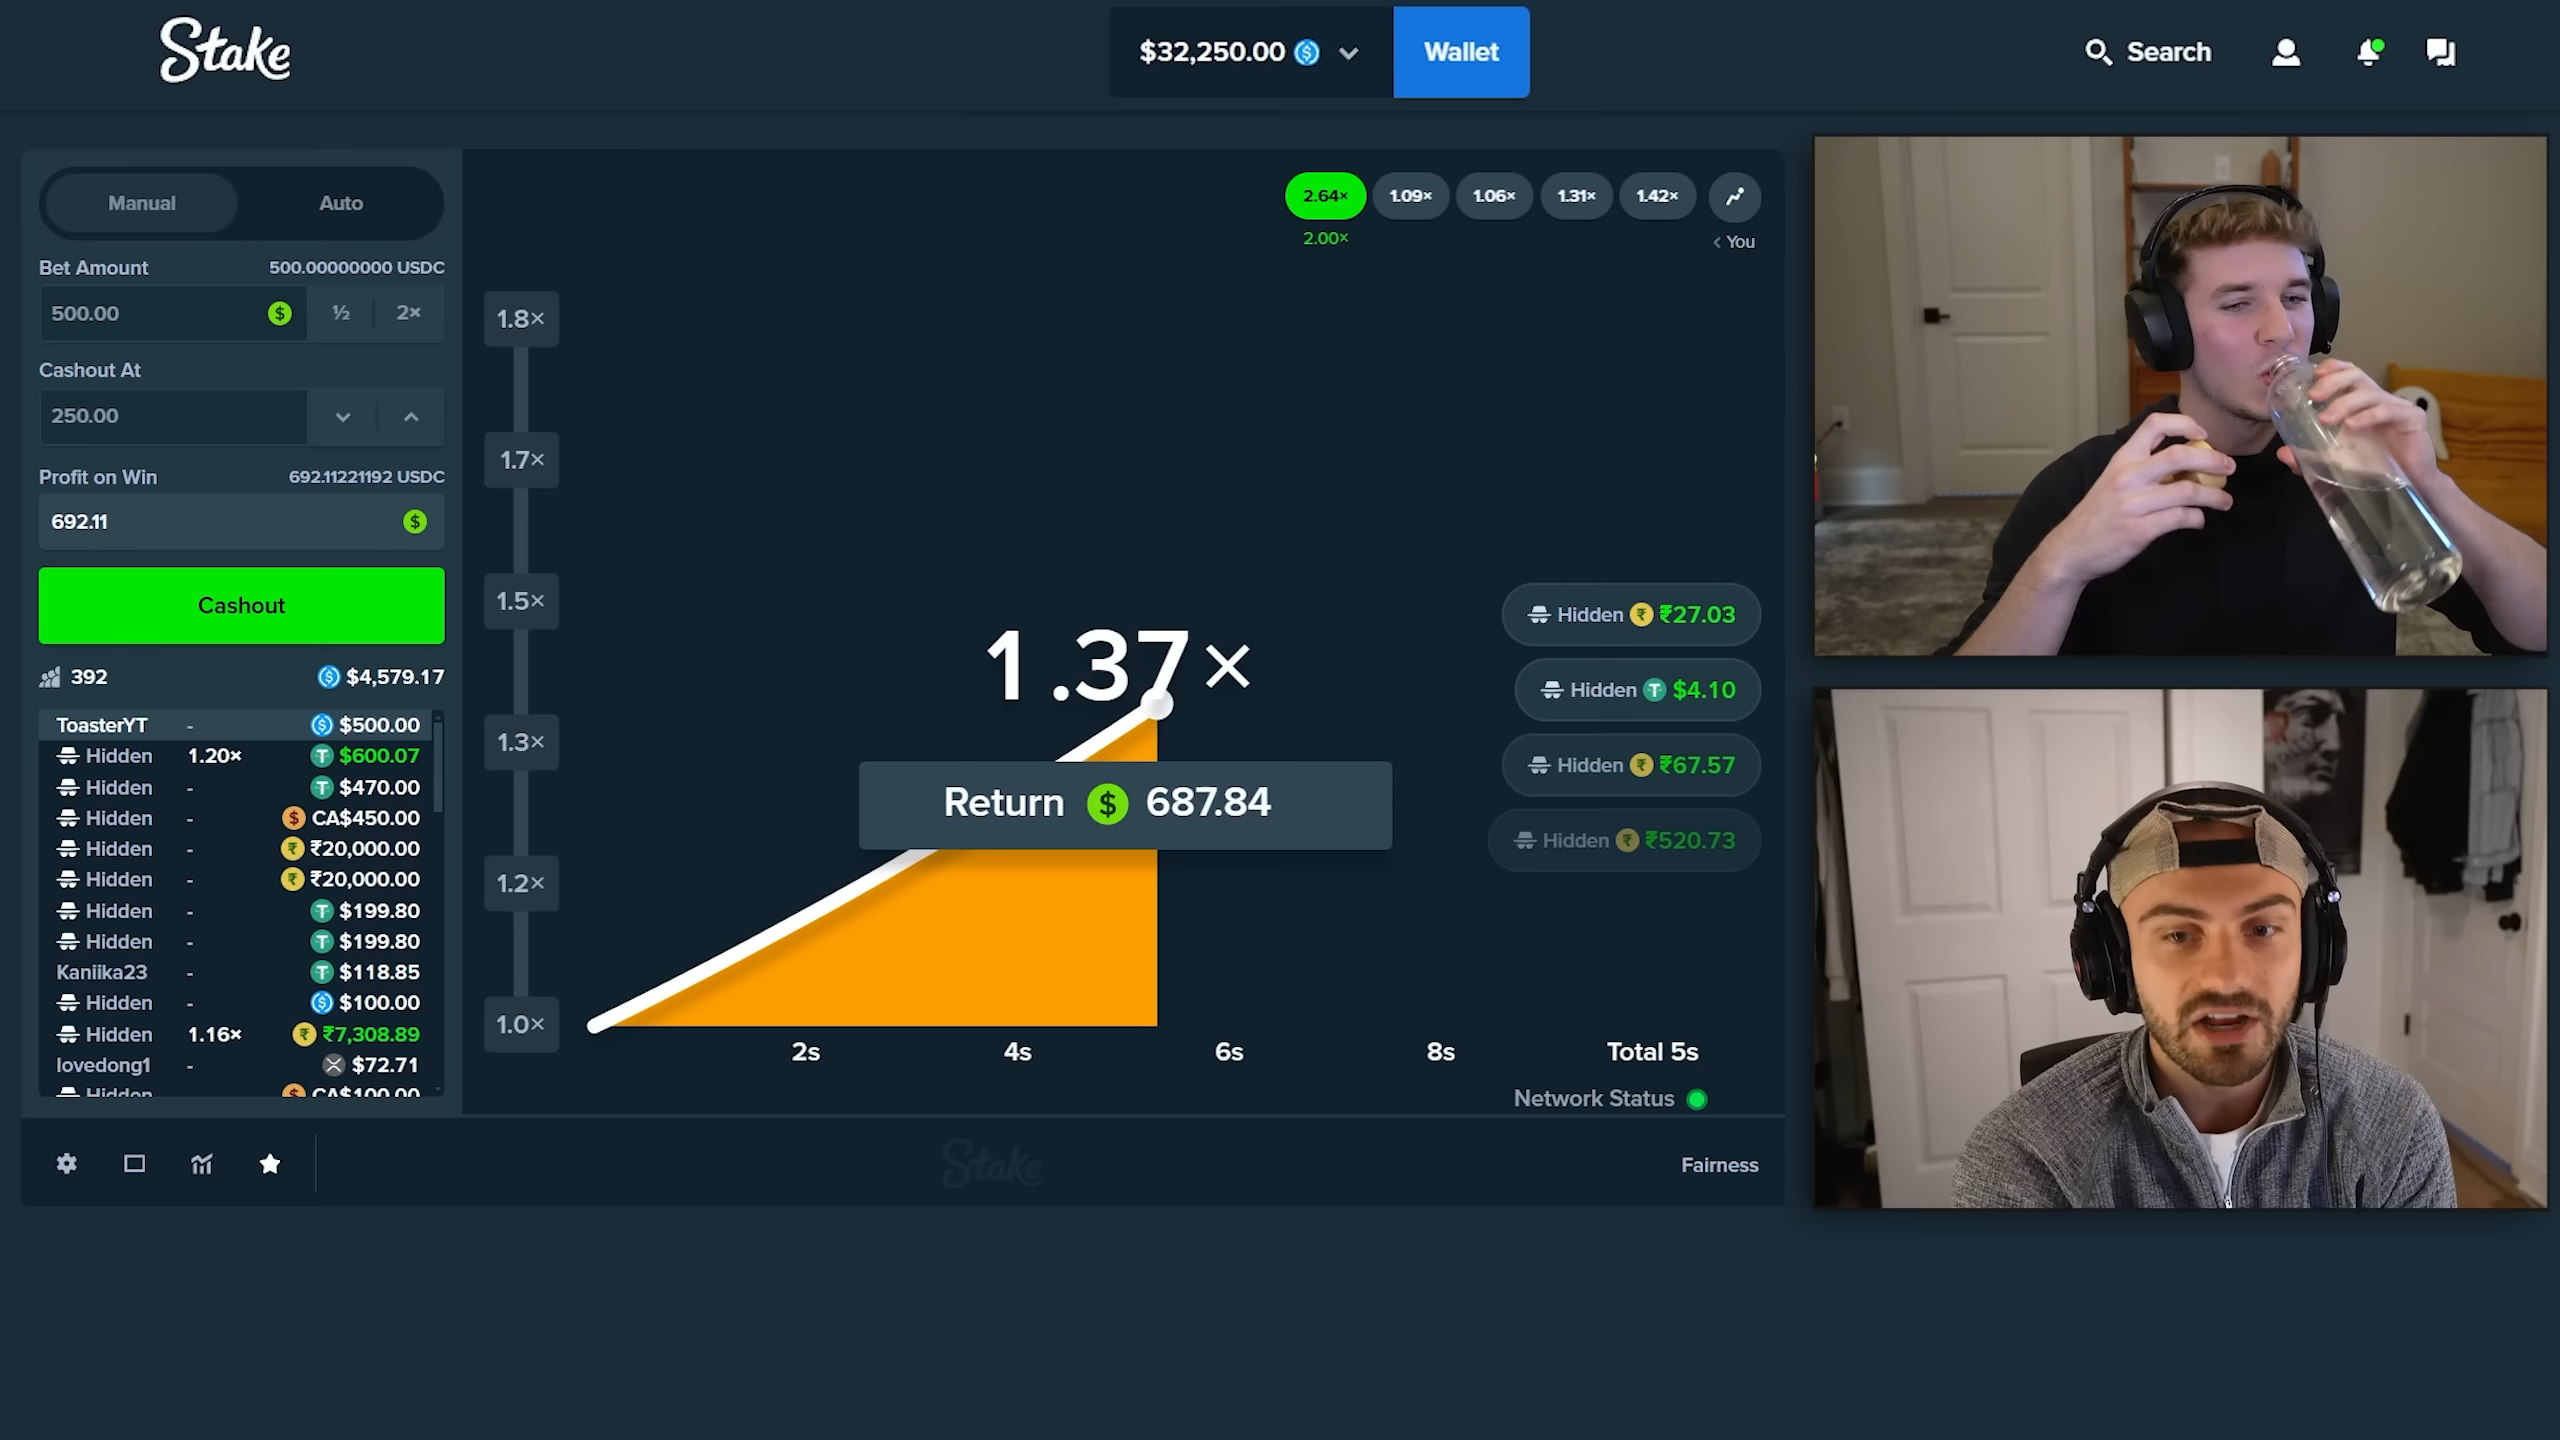 Stake
$32,250.00
Wallet
Search
Manual
Auto
Bet Amount
500.00000000 USDC
500.00
½
2×
Cashout At
250.00
Profit on Win
692.11221192 USDC
692.11
Cashout
392
$4,579.17
ToasterYT - $500.00
Hidden 1.20× $600.07
Hidden - $470.00
Hidden - CA$450.00
Hidden - ₹20,000.00
Hidden - ₹20,000.00
Hidden - $199.80
Hidden - $199.80
Kaniika23 - $118.85
Hidden - $100.00
Hidden 1.16× ₹7,308.89
lovedong1 - $72.71
Hidden CA$100.00
2.64×
1.09×
1.06×
1.31×
1.42×
2.00×
< You
1.8×
1.7×
1.5×
1.3×
1.2×
1.0×
1.37×
Return $ 687.84
Hidden ₹27.03
Hidden $4.10
Hidden ₹67.57
Hidden ₹520.73
2s
4s
6s
8s
Total 5s
Network Status
Stake
Fairness